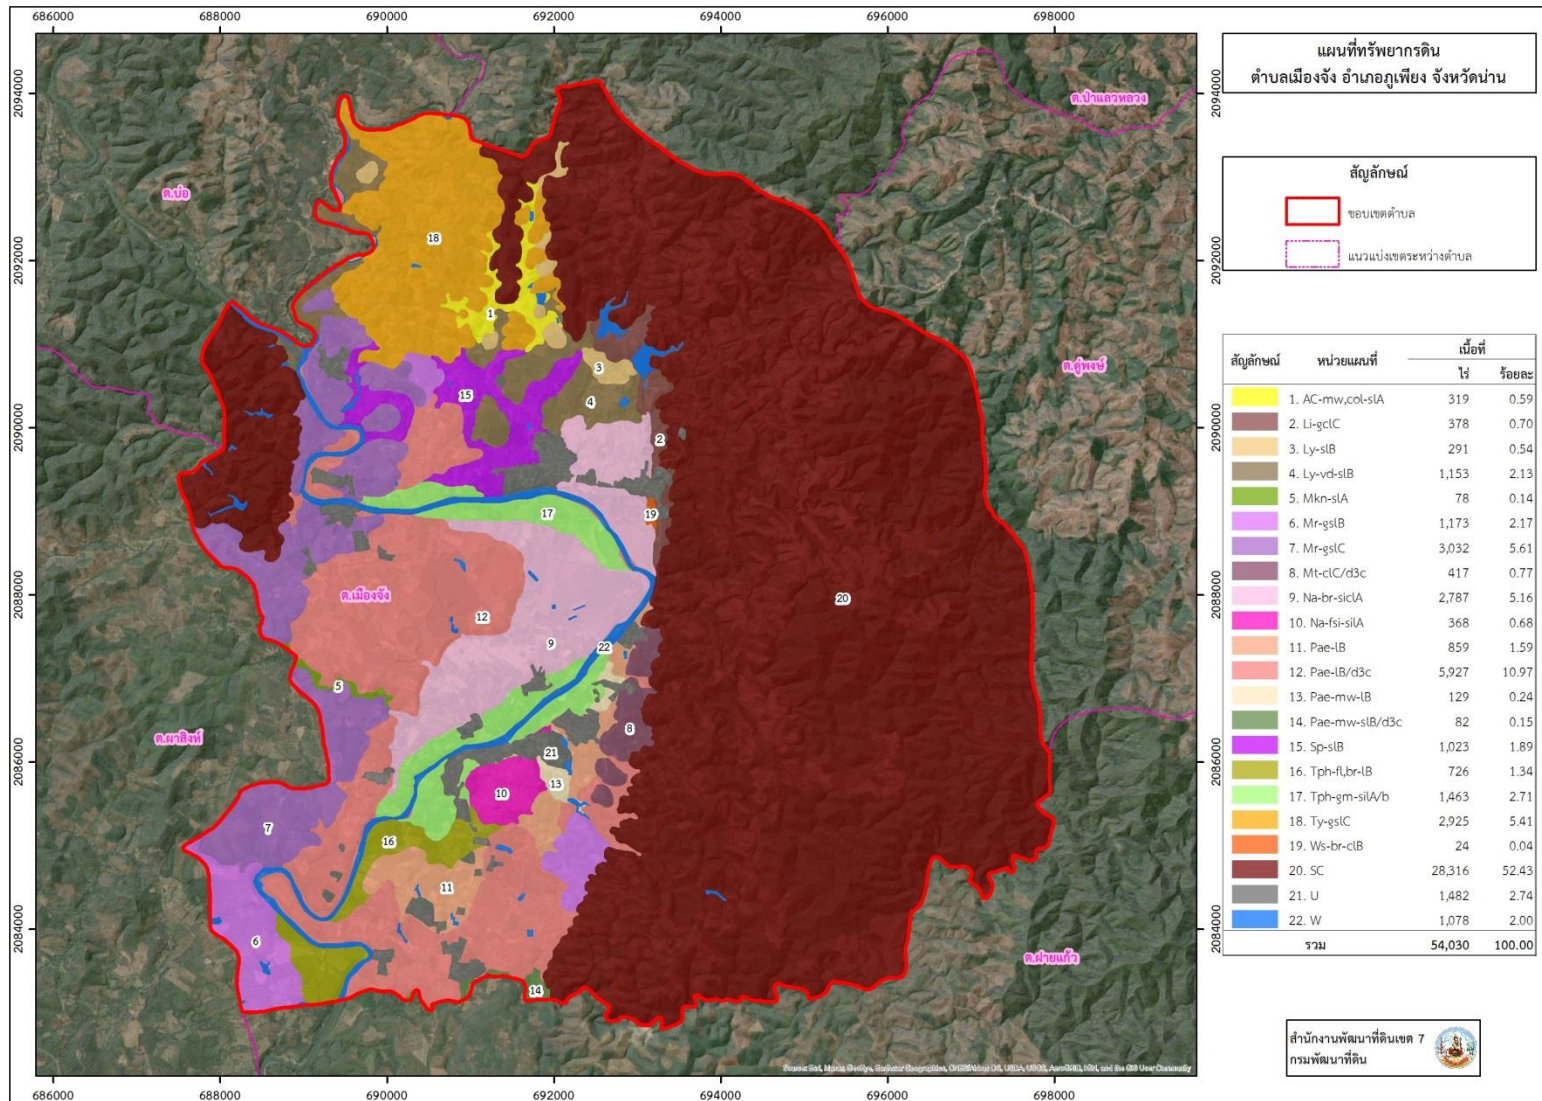 686000 688000 690000 692000 694000 696000 698000
แผนที่ทรัพยากรดิน
ตำบลเมืองจัง อำเภอภูเพียง จังหวัดน่าน
สัญลักษณ์
ขอบเขตตำบล
แนวแบ่งเขตระหว่างตำบล
สัญลักษณ์ หน่วยแผนที่ เนื้อที่
ไร่ ร้อยละ
1. AC-mw,col-slA 319 0.59
2. Li-gclC 378 0.70
3. Ly-slB 291 0.54
4. Ly-vd-slB 1,153 2.13
5. Mkn-slA 78 0.14
6. Mr-gslB 1,173 2.17
7. Mr-gslC 3,032 5.61
8. Mt-clC/d3c 417 0.77
9. Na-br-siclA 2,787 5.16
10. Na-fsi-silA 368 0.68
11. Pae-lB 859 1.59
12. Pae-lB/d3c 5,927 10.97
13. Pae-mw-lB 129 0.24
14. Pae-mw-slB/d3c 82 0.15
15. Sp-slB 1,023 1.89
16. Tph-fl,br-lB 726 1.34
17. Tph-gm-silA/b 1,463 2.71
18. Ty-gslC 2,925 5.41
19. Ws-br-clB 24 0.04
20. SC 28,316 52.43
21. U 1,482 2.74
22. W 1,078 2.00
รวม 54,030 100.00
สำนักงานพัฒนาที่ดินเขต 7
กรมพัฒนาที่ดิน
2094000
2092000
2090000
2088000
2086000
2084000
2094000
2092000
2090000
2088000
2086000
2084000
ต.ป่าแลวหลวง
ต.บ่อ
18
1
3
ต.ดู่พงษ์
15
4
2
17
19
ต.เมืองจัง
20
12
9
22
5
8
ต.ผาสิงห์
21
13
10
7
16
11
6
ต.ฝายแก้ว
14
686000 688000 690000 692000 694000 696000 698000